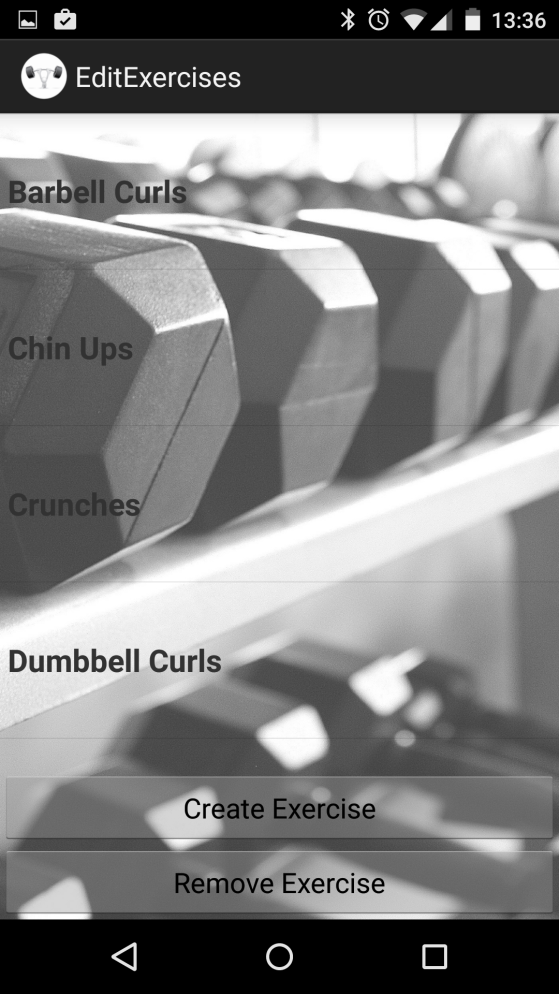 13:36
EditExercises
Barbell Curls
Chin Ups
Crunches
Dumbbell Curls
Create Exercise
Remove Exercise